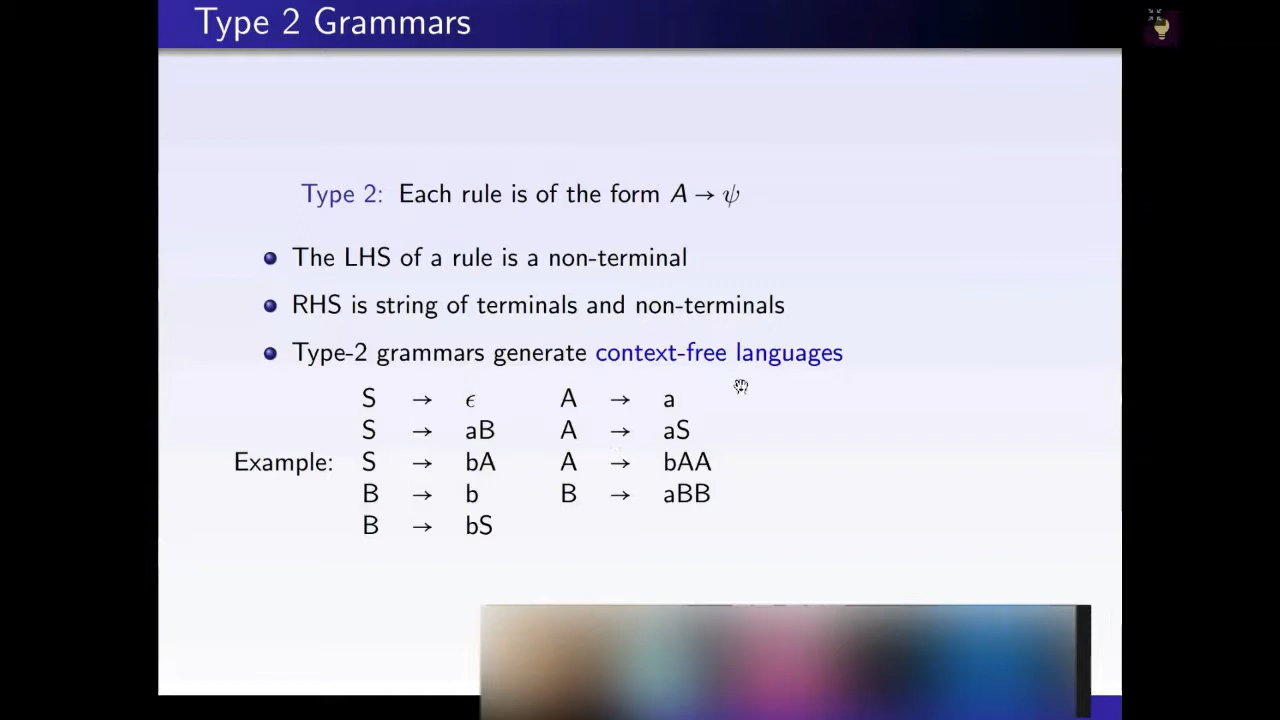 Type 2 Grammars
Type 2: Each rule is of the form A → ψ
The LHS of a rule is a non-terminal
RHS is string of terminals and non-terminals
Type-2 grammars generate context-free languages
S → ϵ A → a
S → aB A → aS
Example: S → bA A → bAA
B → b B → aBB
B → bS